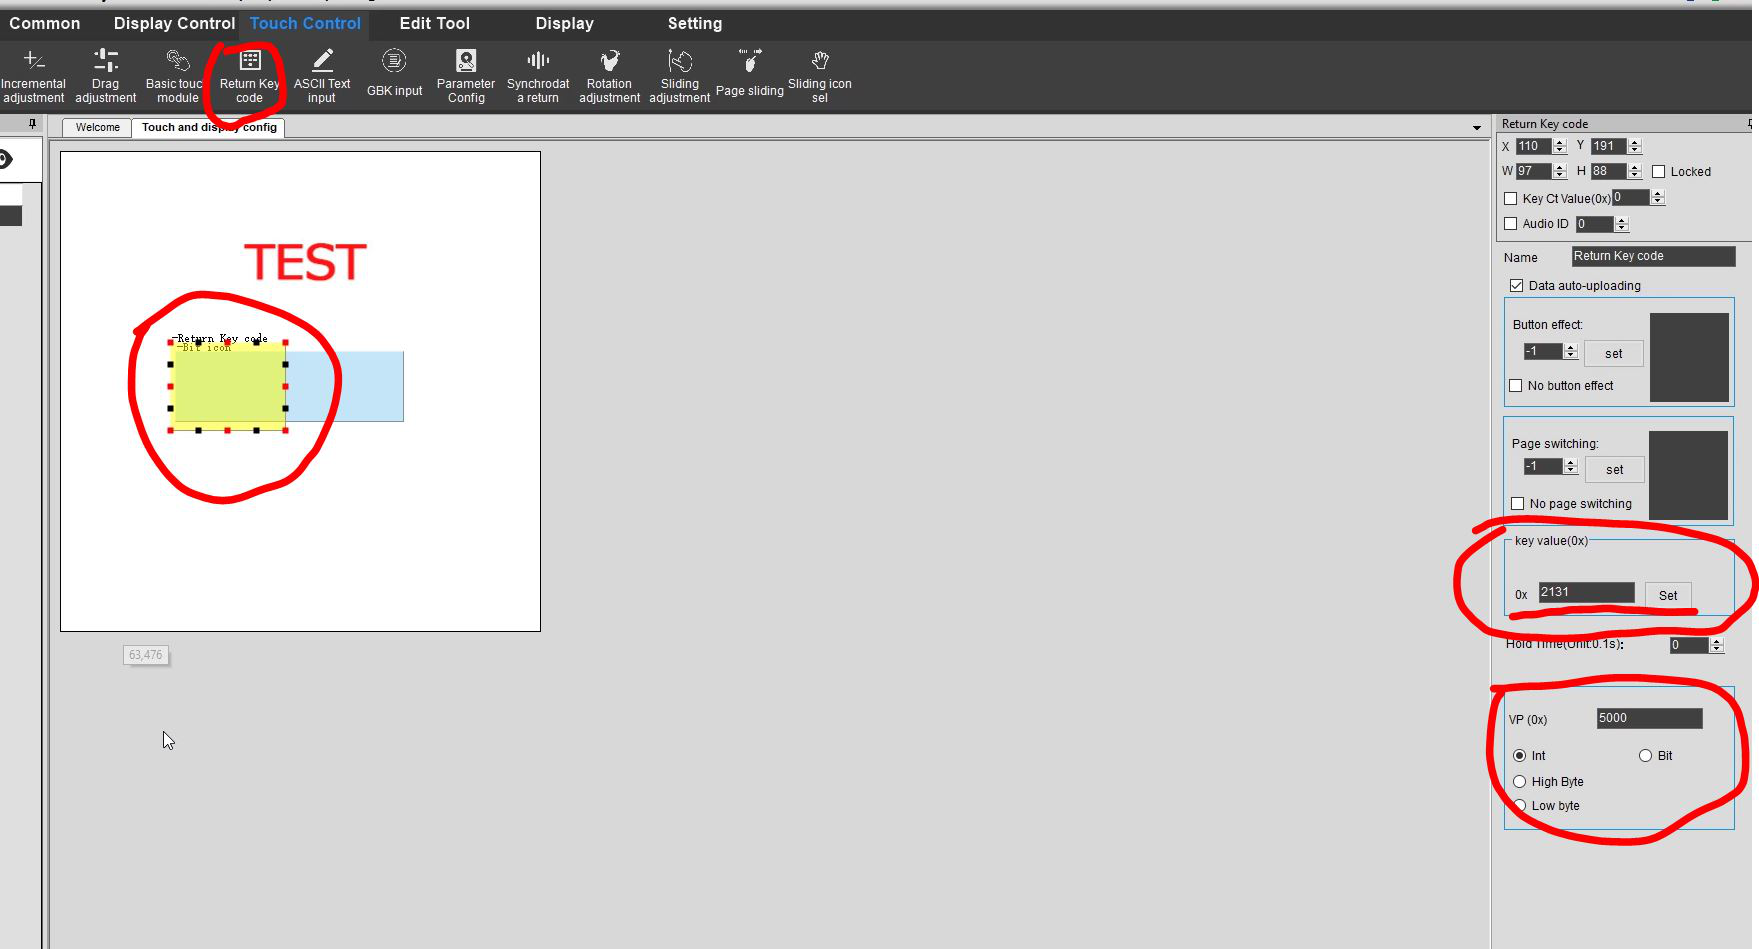 Common Display Control Touch Control Edit Tool Display Setting
Incremental adjustment
Drag adjustment
Basic touc module
Return Key code
ASCII Text input
GBK input
Parameter Config
Synchrodat a return
Rotation adjustment
Sliding adjustment
Page sliding
Sliding icon sel
Welcome
Touch and display config
TEST
-Return Key code
-Bit icon
63,476
Return Key code
X 110 Y 191
W 97 H 88 Locked
Key Ct Value(0x) 0
Audio ID 0
Name Return Key code
Data auto-uploading
Button effect:
-1 set
No button effect
Page switching:
-1 set
No page switching
key value(0x)
0x 2131 Set
Hold Time(Unit:0.1s): 0
VP (0x) 5000
Int Bit
High Byte
Low byte